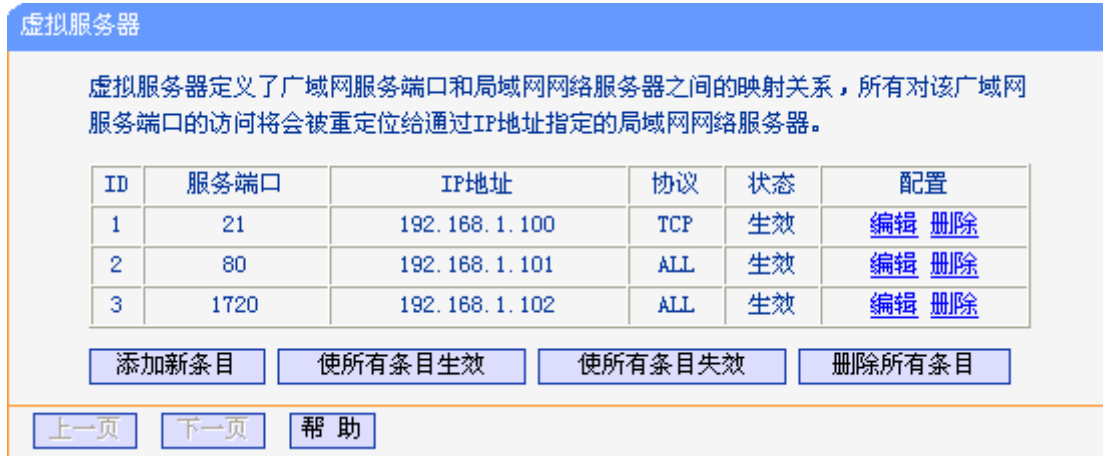 虚拟服务器
虚拟服务器定义了广域网服务端口和局域网网络服务器之间的映射关系，所有对该广域网
服务端口的访问将会被重定位给通过IP地址指定的局域网网络服务器。
ID 服务端口 IP地址 协议 状态 配置
1 21 192.168.1.100 TCP 生效 编辑 删除
2 80 192.168.1.101 ALL 生效 编辑 删除
3 1720 192.168.1.102 ALL 生效 编辑 删除
添加新条目 使所有条目生效 使所有条目失效 删除所有条目
上一页 下一页 帮 助